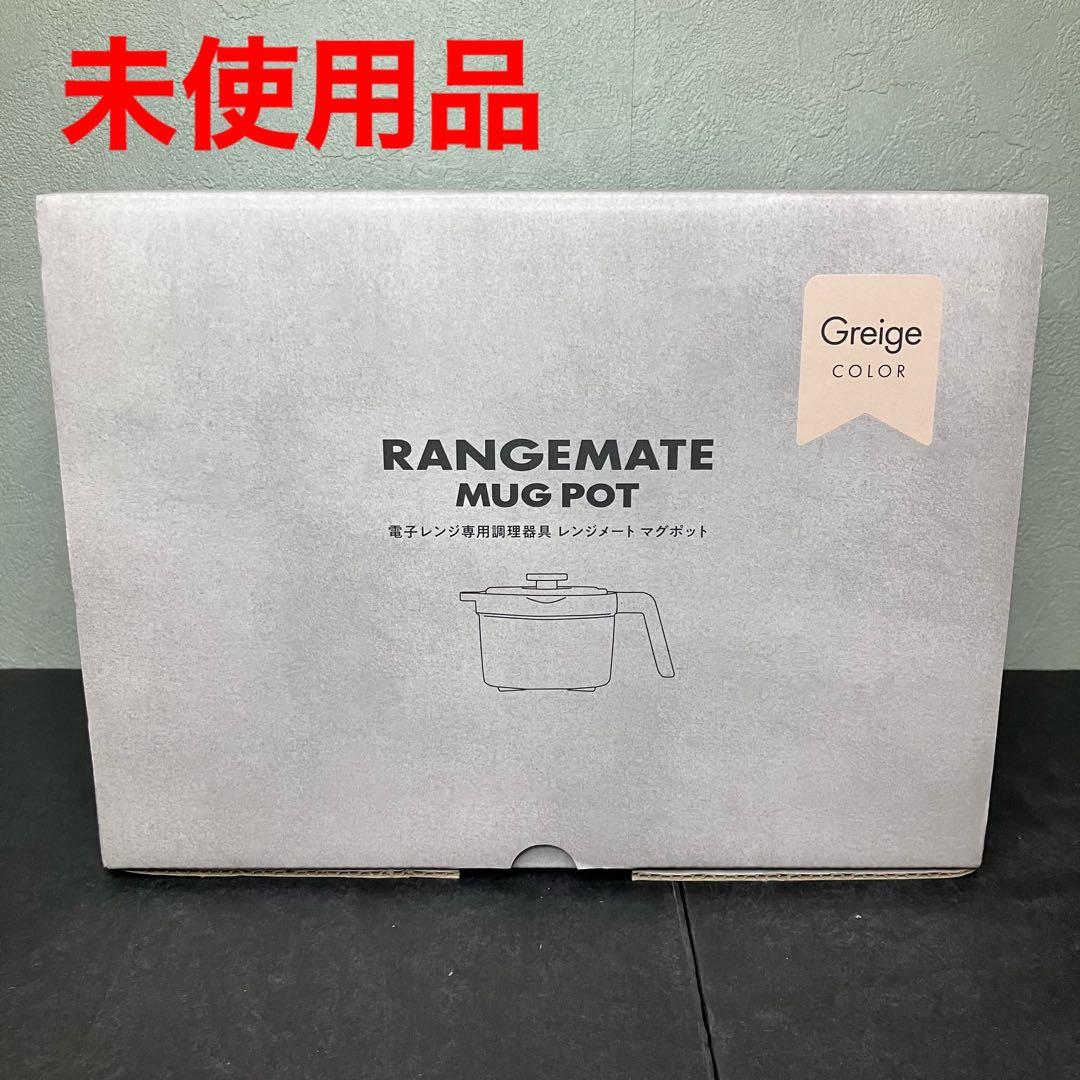 未使用品
Greige
COLOR
RANGEMATE
MUG POT
電子レンジ専用調理器具 レンジメート マグポット